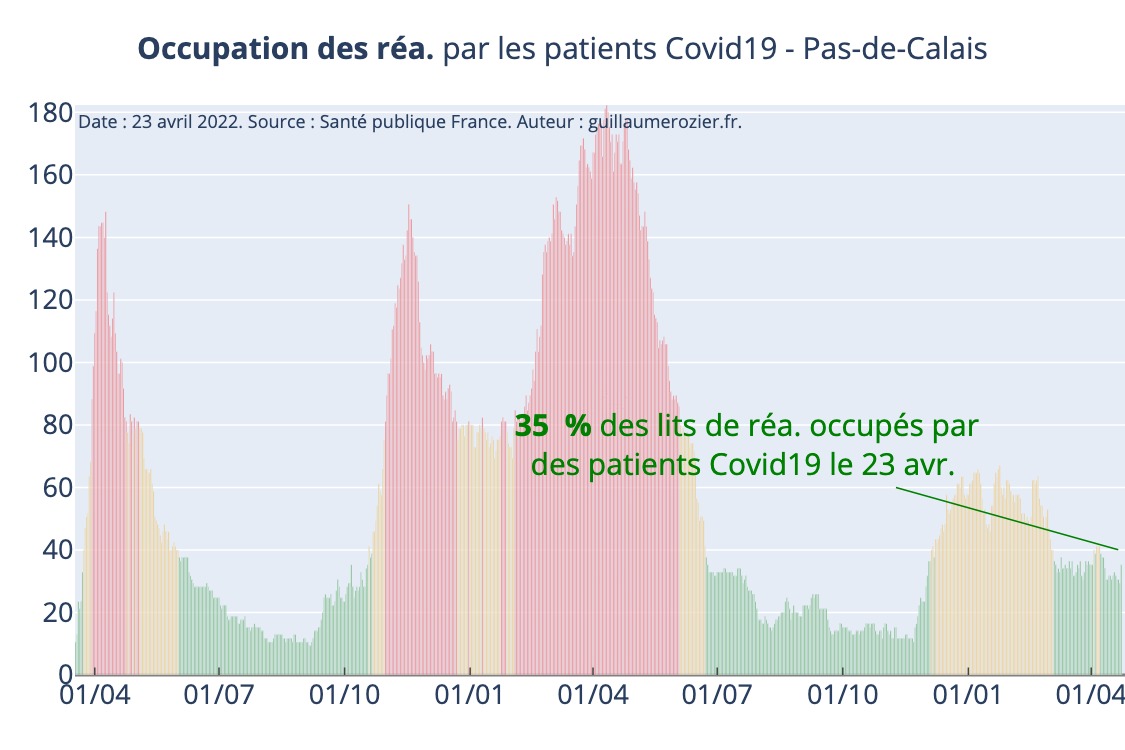 Occupation des réa. par les patients Covid19 - Pas-de-Calais
180
Date : 23 avril 2022. Source : Santé publique France. Auteur : guillaumerozier.fr.
160
140
120
100
80
35 % des lits de réa. occupés par
des patients Covid19 le 23 avr.
60
40
20
0
01/04 01/07 01/10 01/01 01/04 01/07 01/10 01/01 01/04